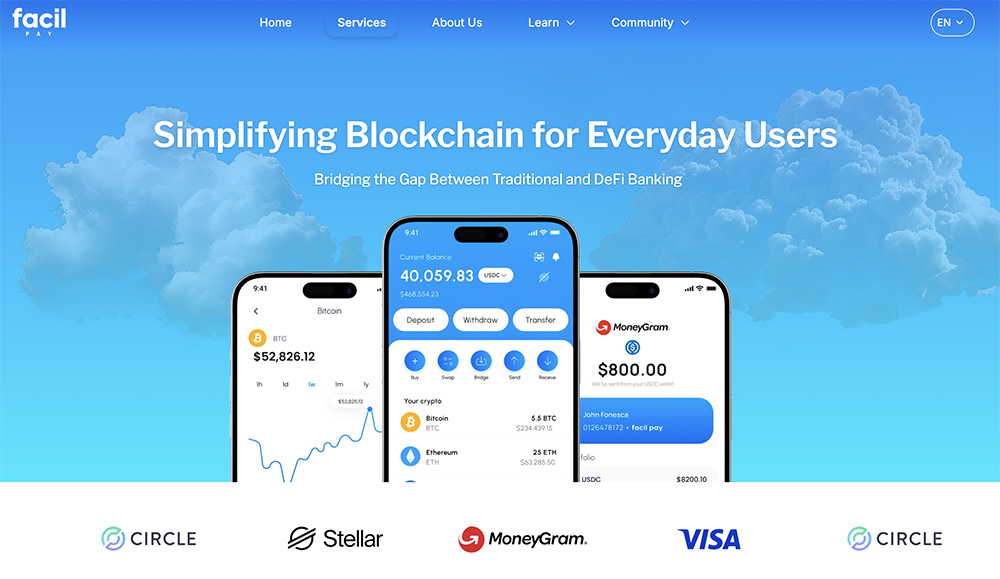 facil
PAY
Home
Services
About Us
Learn
Community
EN
Simplifying Blockchain for Everyday Users
Bridging the Gap Between Traditional and DeFi Banking
9:41
Bitcoin
BTC
$52,826.12
1h 1d 1w 1m 1y
$52,826.12
9:41
Current Balance
40,059.83 USDC
$468,554.23
Deposit Withdraw Transfer
Buy Swap Bridge Send Receive
Your crypto
Bitcoin 5.5 BTC
BTC $234,439.15
Ethereum 25 ETH
ETH $63,285.50
9:41
MoneyGram.
$800.00
Will be sent from your USDC wallet
John Fonesca
0126478172 • facil pay
folio
USDC $8200.10
CIRCLE
Stellar
MoneyGram.
VISA
CIRCLE